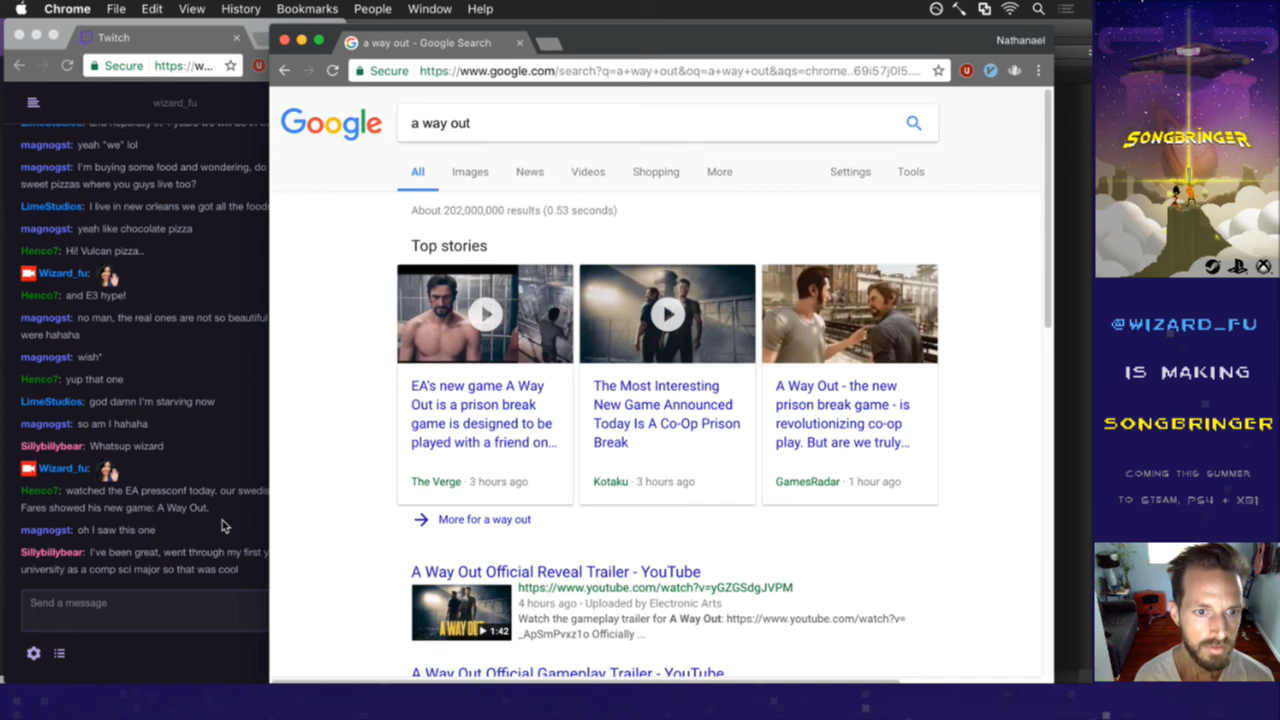 Chrome File Edit View History Bookmarks People Window Help
Twitch
Secure https://w...
wizard_fu
magnogst: yeah "we" lol
magnogst: I'm buying some food and wondering, do
sweet pizzas where you guys live too?
LimeStudios: I live in new orleans we got all the foods
magnogst: yeah like chocolate pizza
Henco7: Hi! Vulcan pizza..
Wizard_fu:
Henco7: and E3 hype!
magnogst: no man, the real ones are not so beautiful
were hahaha
magnogst: wish*
Henco7: yup that one
LimeStudios: god damn I'm starving now
magnogst: so am I hahaha
Sillybillybear: Whatsup wizard
Wizard_fu:
Henco7: watched the EA pressconf today. our swedis
Fares showed his new game: A Way Out.
magnogst: oh I saw this one
Sillybillybear: I've been great, went through my first y
university as a comp sci major so that was cool
Send a message
a way out - Google Search
Nathanael
Secure https://www.google.com/search?q=a+way+out&oq=a+way+out&aqs=chrome..69i57j0l5....
Google
a way out
All Images News Videos Shopping More Settings Tools
About 202,000,000 results (0.53 seconds)
Top stories
EA's new game A Way
Out is a prison break
game is designed to be
played with a friend on...
The Verge · 3 hours ago
The Most Interesting
New Game Announced
Today Is A Co-Op Prison
Break
Kotaku · 3 hours ago
A Way Out - the new
prison break game - is
revolutionizing co-op
play. But are we truly...
GamesRadar · 1 hour ago
More for a way out
A Way Out Official Reveal Trailer - YouTube
https://www.youtube.com/watch?v=yGZGSdgJVPM
4 hours ago - Uploaded by Electronic Arts
Watch the gameplay trailer for A Way Out: https://www.youtube.com/watch?v=
_ApSmPvxz1o Officially ...
A WAY OUT
1:42
A Way Out Official Gameplay Trailer - YouTube
SONGBRINGER
@WIZARD_FU
IS MAKING
SONGBRINGER
COMING THIS SUMMER
TO STEAM, PS4 + XB1